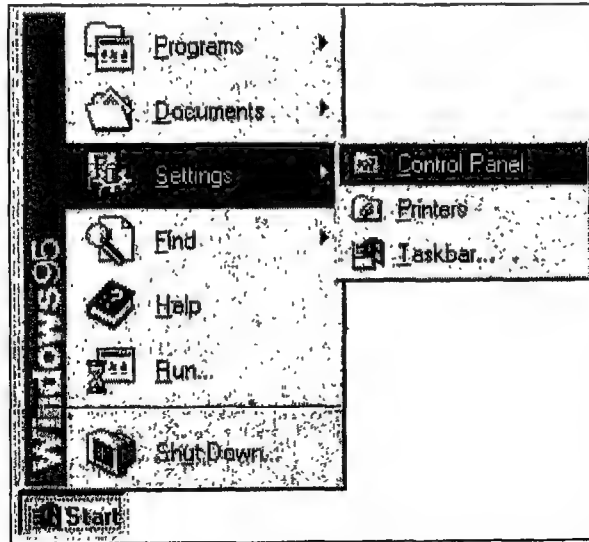 Programs
Documents
Settings
Control Panel
Printers
Find
Taskbar...
Help
Run...
Shut Down...
Windows95
Start